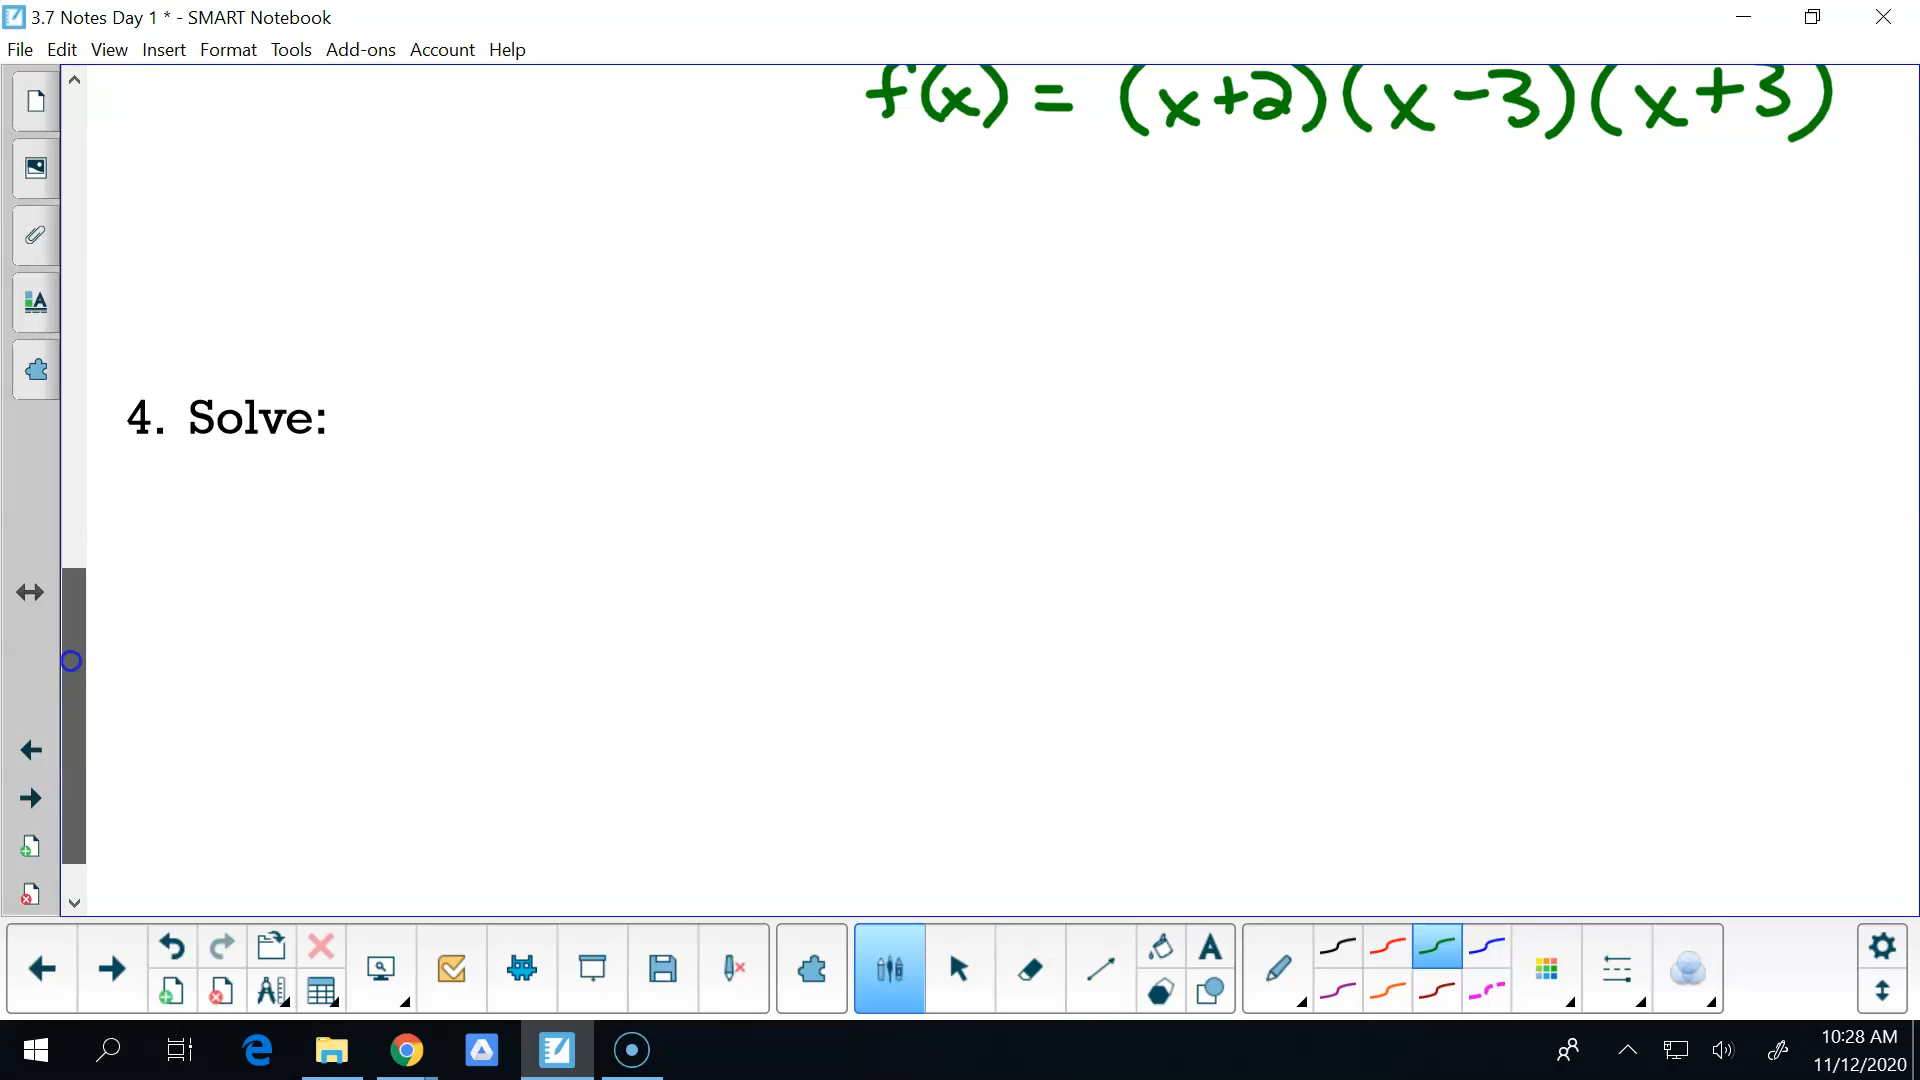 3.7 Notes Day 1 * - SMART Notebook
File Edit View Insert Format Tools Add-ons Account Help
f(x) = (x+2)(x-3)(x+3)
4. Solve:
10:28 AM
11/12/2020